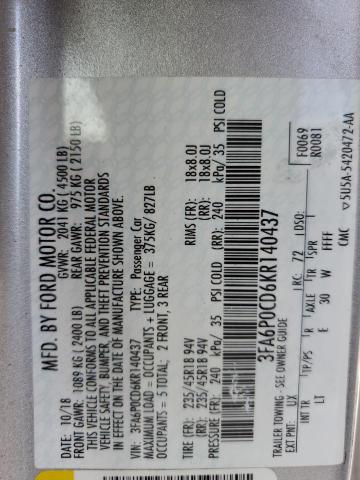 MFD. BY FORD MOTOR CO.
10/18 GVWR: 2041 KG ( 4500 LB)
FRONT GAWR: 1089 KG ( 2400 LB) REAR GAWR: 975 KG ( 2150 LB)
THIS VEHICLE CONFORMS TO ALL APPLICABLE FEDERAL MOTOR
VEHICLE SAFETY, BUMPER, AND THEFT PREVENTION STANDARDS
IN EFFECT ON THE DATE OF MANUFACTURE SHOWN ABOVE.
VIN: 3FA6P0CD6KR140437 TYPE: Passenger Car
MAXIMUM LOAD = OCCUPANTS + LUGGAGE = 375KG/ 827LB
OCCUPANTS = 5 TOTAL; 2 FRONT, 3 REAR
TIRE (FR): 235/45R18 94V RIMS (FR): 18x8.0J
(RR): 235/45R18 94V (RR): 18x8.0J
PRESSURE (FR): 240 kPa/ 35 PSI COLD (RR): 240 kPa/ 35 PSI COLD
3FA6P0CD6KR140437
TRAILER TOWING - SEE OWNER GUIDE F0069
EXT PNT: UX RC: 72 DSO: R0081
INT TR TP/PS R AXLE TR SPR
LT E 30 W FF
CMC 5U5A-5420472-AA